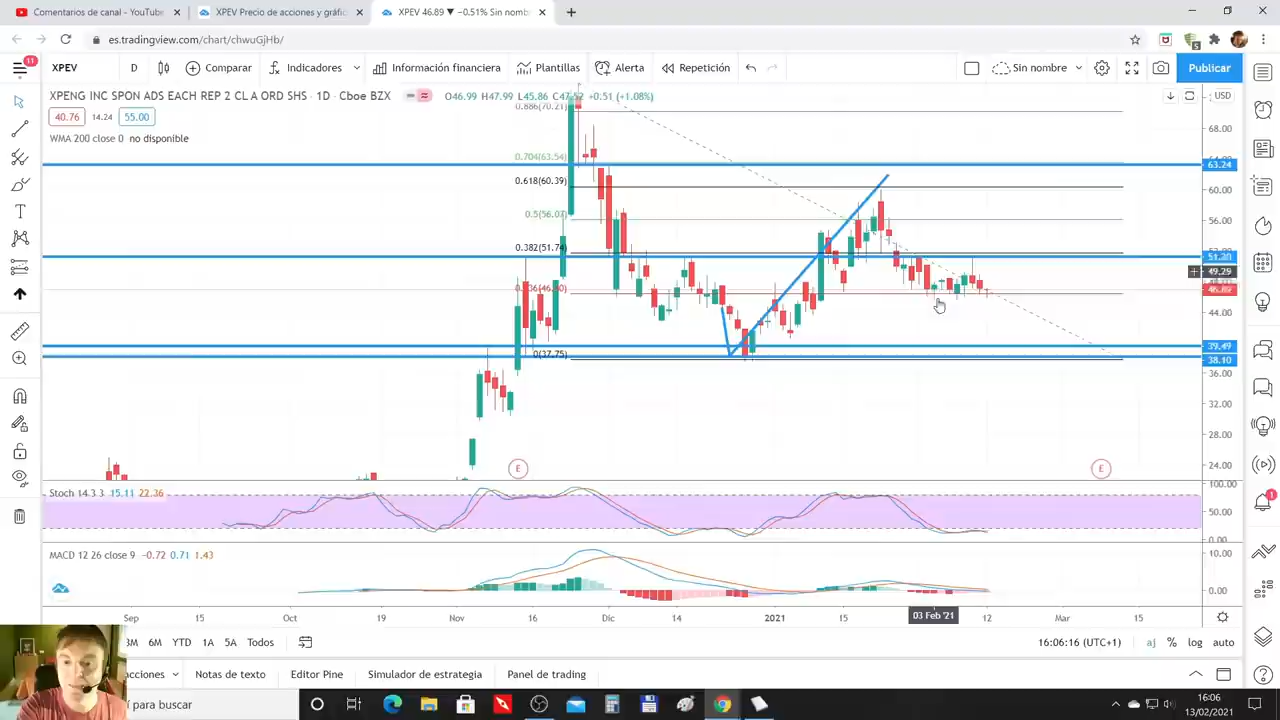 Comentarios de canal - YouTube
XPEV Precio de acciones y gráfic
XPEV 46.89 ▼ −0.51% Sin nomb
es.tradingview.com/chart/chwuGjHb/
11
XPEV
D
Comparar
Indicadores
Información financiera
Plantillas
Alerta
Repetición
Sin nombre
Publicar
XPENG INC SPON ADS EACH REP 2 CL A ORD SHS · 1D · Cboe BZX
O46.99 H47.99 L45.86 C47.52 +0.51 (+1.08%)
USD
40.76
14.24
55.00
WMA 200 close 0 no disponible
0.886(70.21)
0.704(63.54)
0.618(60.39)
0.5(56.07)
0.382(51.74)
0(37.75)
68.00
63.24
60.00
56.00
51.20
49.29
46.89
44.00
39.49
38.10
36.00
32.00
28.00
24.00
E
E
Stoch 14 3 3 15.11 22.36
100.00
50.00
0.00
MACD 12 26 close 9 −0.72 0.71 1.43
10.00
0.00
Sep
15
Oct
19
Nov
16
Dic
14
2021
15
03 Feb '21
12
Mar
15
3M
6M
YTD
1A
5A
Todos
16:06:16 (UTC+1)
aj
%
log
auto
acciones
Notas de texto
Editor Pine
Simulador de estrategia
Panel de trading
para buscar
16:06
13/02/2021